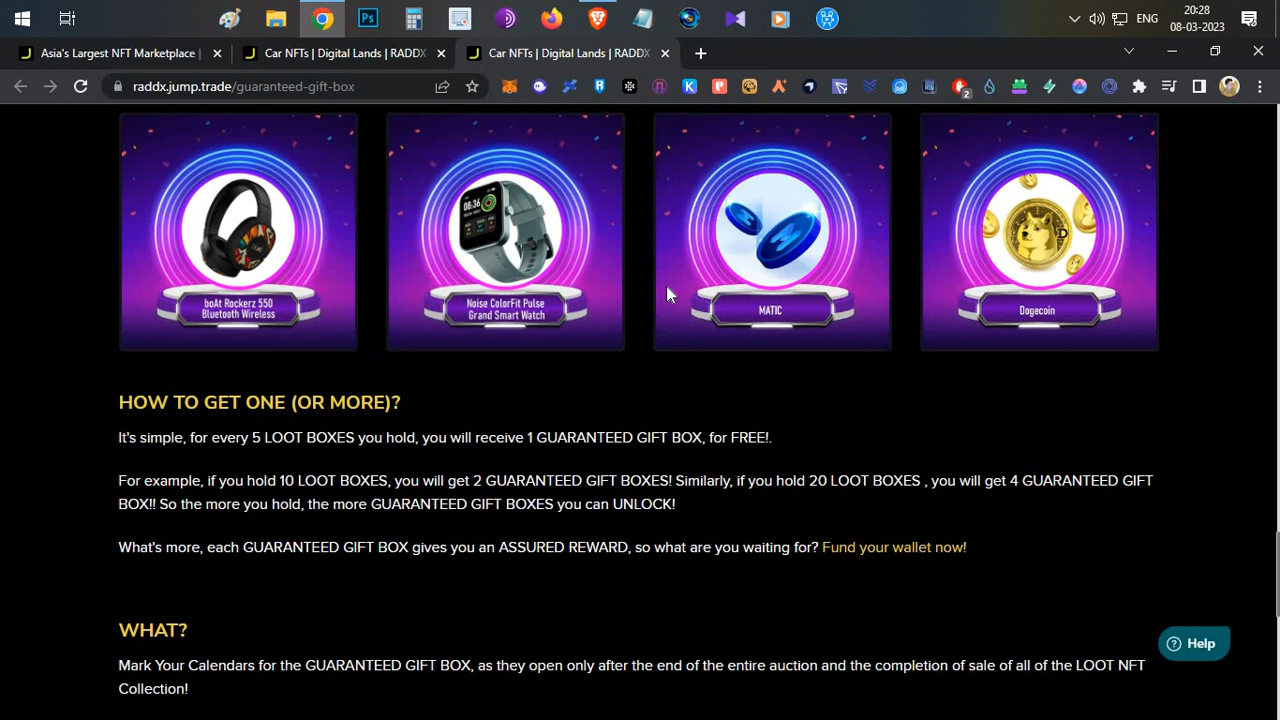 20:28
ENG
08-03-2023
Asia's Largest NFT Marketplace |
Car NFTs | Digital Lands | RADDX
Car NFTs | Digital Lands | RADDX
raddx.jump.trade/guaranteed-gift-box
2
08:36
boAt Rockerz 550
Bluetooth Wireless
Noise ColorFit Pulse
Grand Smart Watch
MATIC
Dogecoin
HOW TO GET ONE (OR MORE)?
It's simple, for every 5 LOOT BOXES you hold, you will receive 1 GUARANTEED GIFT BOX, for FREE!.
For example, if you hold 10 LOOT BOXES, you will get 2 GUARANTEED GIFT BOXES! Similarly, if you hold 20 LOOT BOXES , you will get 4 GUARANTEED GIFT
BOX!! So the more you hold, the more GUARANTEED GIFT BOXES you can UNLOCK!
What's more, each GUARANTEED GIFT BOX gives you an ASSURED REWARD, so what are you waiting for? Fund your wallet now!
WHAT?
Mark Your Calendars for the GUARANTEED GIFT BOX, as they open only after the end of the entire auction and the completion of sale of all of the LOOT NFT
Collection!
Help